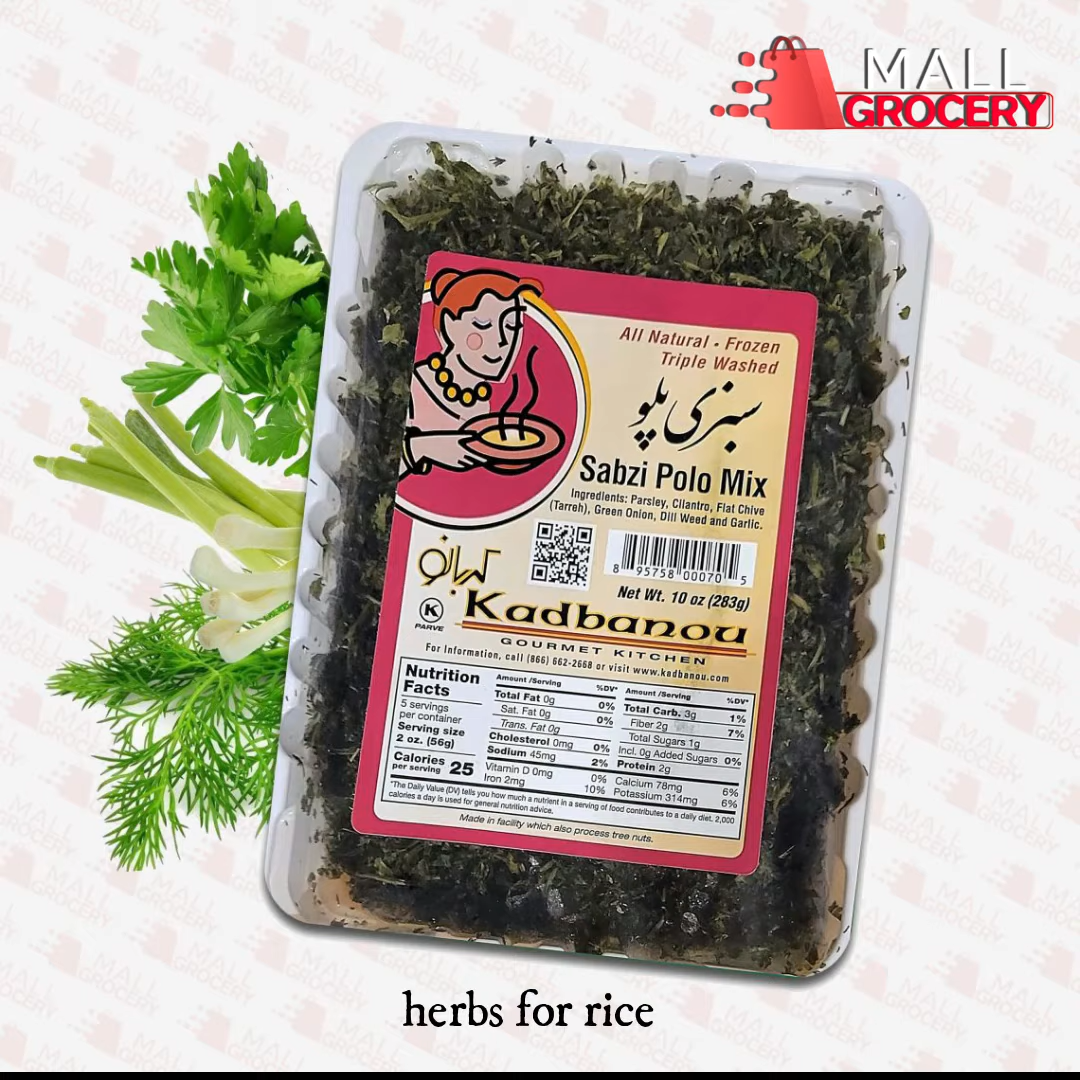 MALL
GROCERY
All Natural • Frozen
Triple Washed
سبزی پلو
Sabzi Polo Mix
Ingredients: Parsley, Cilantro, Flat Chive
(Tarreh), Green Onion, Dill Weed and Garlic.
8 95758 00070 5
Net Wt. 10 oz (283g)
کدبانو
K
PARVE
Kadbanou
GOURMET KITCHEN
For Information, call (866) 662-2668 or visit www.kadbanou.com
Nutrition
Facts
5 servings
per container
Serving size
2 oz. (56g)
Calories
per serving 25
Amount /Serving %DV*
Total Fat 0g 0%
Sat. Fat 0g 0%
Trans. Fat 0g
Cholesterol 0mg 0%
Sodium 45mg 2%
Vitamin D 0mg 0%
Iron 2mg 10%
Amount /Serving %DV*
Total Carb. 3g 1%
Fiber 2g 7%
Total Sugars 1g
Incl. 0g Added Sugars 0%
Protein 2g
Calcium 78mg 6%
Potassium 314mg 6%
*The Daily Value (DV) tells you how much a nutrient in a serving of food contributes to a daily diet. 2,000
calories a day is used for general nutrition advice.
Made in facility which also process tree nuts.
herbs for rice